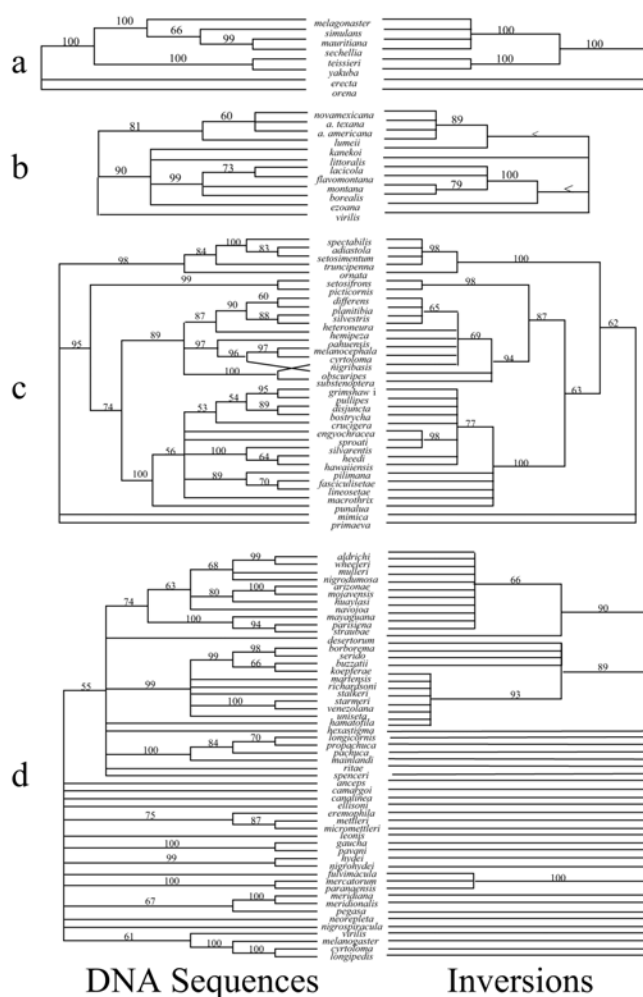 a
100
100
66
99
100
melagonaster
simulans
mauritiana
sechellia
teissieri
yakuba
erecta
orena
100
100
100
b
81
60
90
99
73
novamexicana
a. texana
a. americana
lumeii
kanekoi
littoralis
lacicola
flavomontana
montana
borealis
ezoana
virilis
89
<
100
79
<
c
98
84
100
83
99
95
90
60
88
87
89
97
97
96
100
74
54
95
89
53
56
100
64
100
89
70
spectabilis
adiastola
setosimentum
truncipenna
ornata
setosifrons
picticornis
differens
planitibia
silvestris
heteroneura
hemipeza
oahuensis
melanocephala
cyrtoloma
nigribasis
obscuripes
substenoptera
grimshaw i
pullipes
disjuncta
bostrycha
crucigera
engyochracea
sproati
silvarentis
heedi
hawaiiensis
pilimana
fasciculisetae
lineosetae
macrothrix
punalua
mimica
primaeva
98
100
98
62
87
65
69
94
63
77
98
100
d
99
68
63
80
100
74
100
94
98
99
66
55
99
100
70
84
100
75
87
100
99
100
100
67
61
100
100
aldrichi
wheeleri
mulleri
nigrodumosa
arizonae
mojavensis
huaylasi
navojoa
mayaguana
parisiena
straubae
desertorum
borborema
serido
buzzatii
koepferae
martensis
richardsoni
stalkeri
starmeri
venezolana
uniseta
hamatofila
hexastigma
longicornis
propachuca
pachuca
mainlandi
ritae
spenceri
anceps
camargoi
canalinea
ellisoni
eremophila
mettleri
micromettleri
leonis
gaucha
pavani
hydei
nigrohydei
fulvimacula
mercatorum
paranaensis
meridiana
meridionalis
pegasa
neorepleta
nigrospiracula
virilis
melanogaster
cyrtoloma
longipedis
66
90
89
93
100
DNA Sequences
Inversions